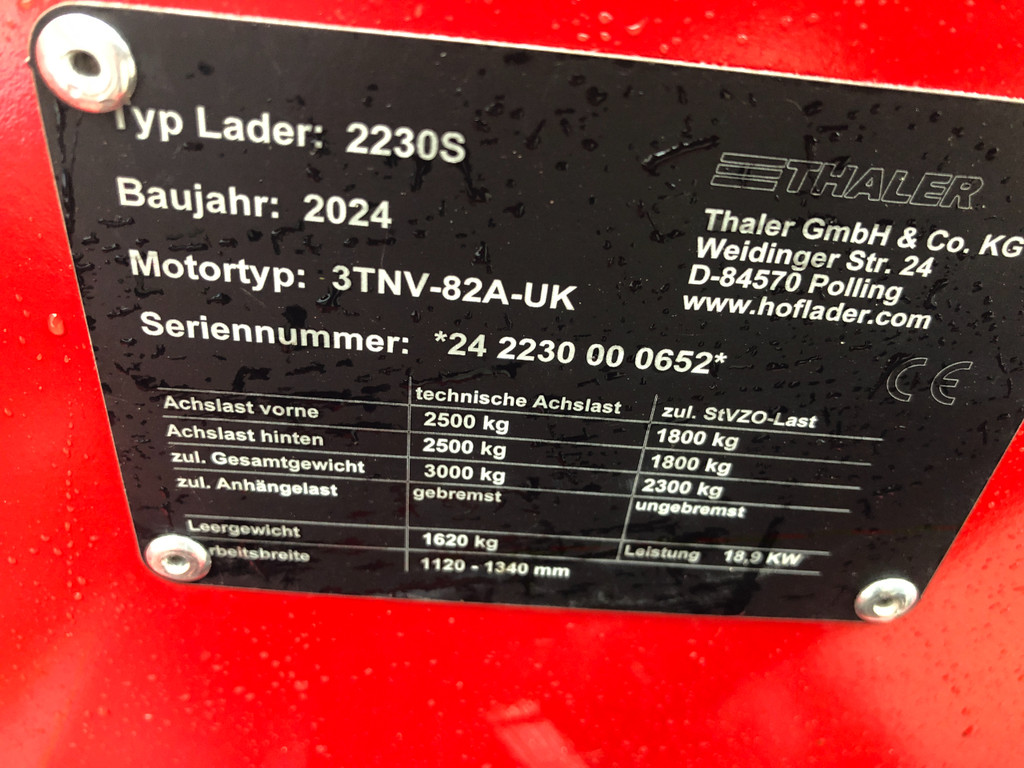 Typ Lader: 2230S
Baujahr: 2024
Motortyp: 3TNV-82A-UK
Seriennummer: *24 2230 00 0652*
THALER
Thaler GmbH & Co. KG
Weidinger Str. 24
D-84570 Polling
www.hoflader.com
CE
technische Achslast zul. StVZO-Last
Achslast vorne 2500 kg 1800 kg
Achslast hinten 2500 kg 1800 kg
zul. Gesamtgewicht 3000 kg 2300 kg
zul. Anhängelast gebremst ungebremst
Leergewicht 1620 kg Leistung 18,9 KW
rbeitsbreite 1120 - 1340 mm